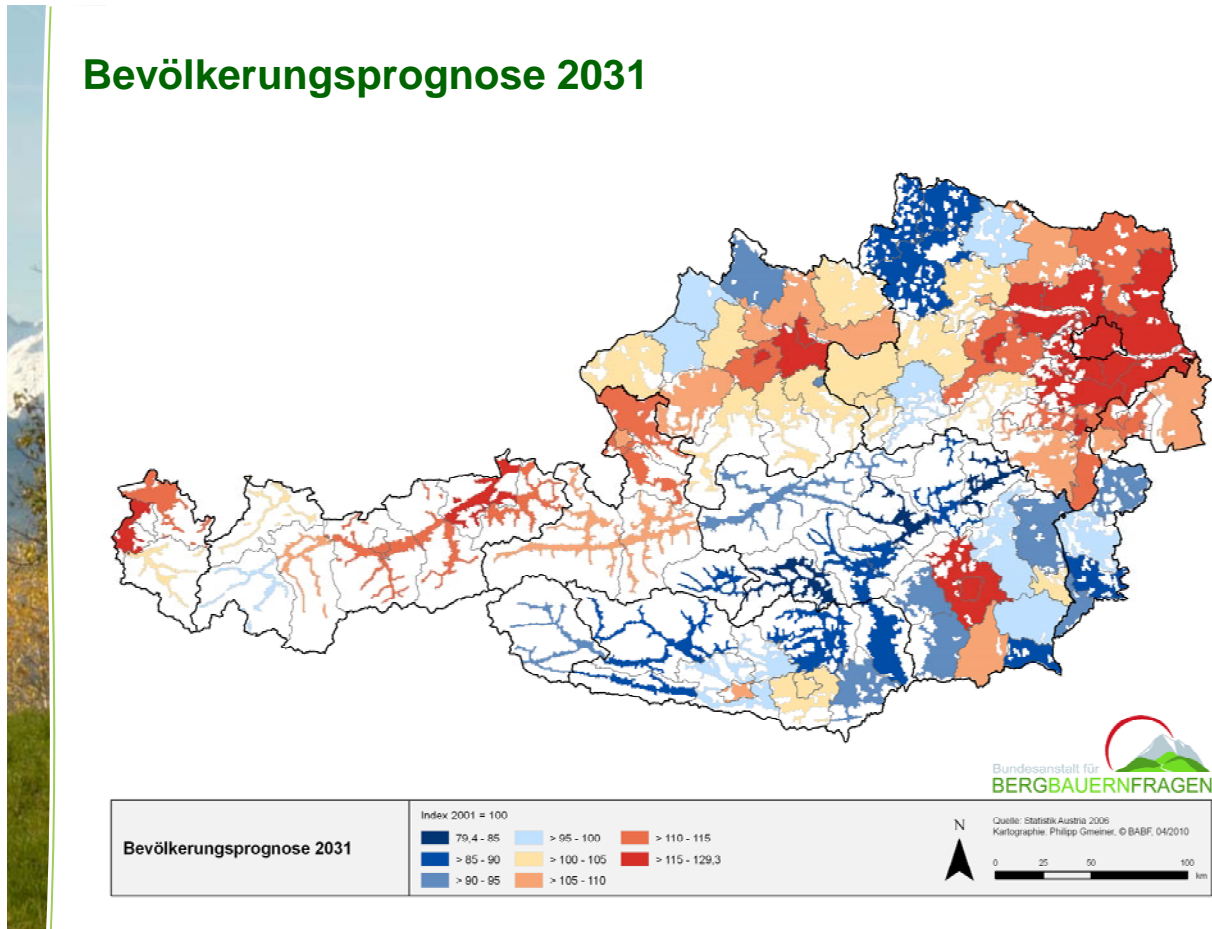 Bevölkerungsprognose 2031
Bundesanstalt für
BERGBAUERNFRAGEN
Bevölkerungsprognose 2031
Index 2001 = 100
79,4 - 85
> 85 - 90
> 90 - 95
> 95 - 100
> 100 - 105
> 105 - 110
> 110 - 115
> 115 - 129,3
N
Quelle: Statistik Austria 2006
Kartographie: Philipp Gmeiner, © BABF, 04/2010
0 25 50 100
km